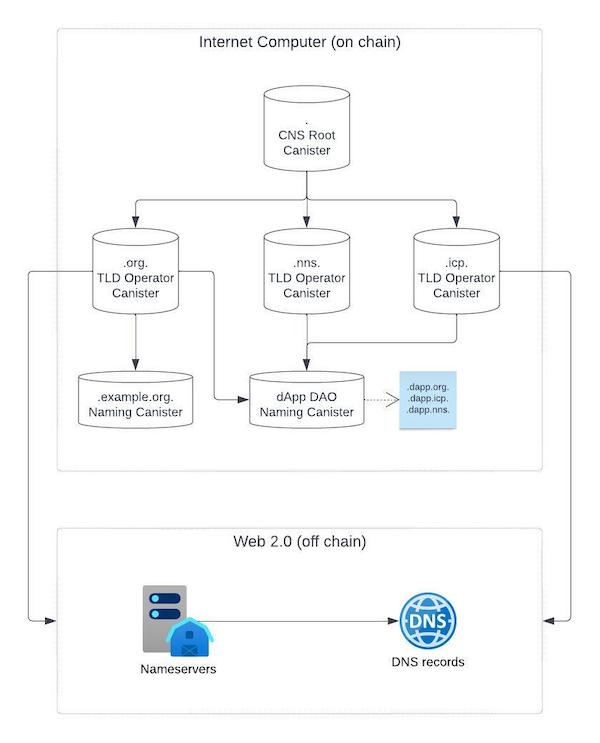 Internet Computer (on chain)
.
CNS Root
Canister
.org.
TLD Operator
Canister
.nns.
TLD Operator
Canister
.icp.
TLD Operator
Canister
.example.org.
Naming Canister
dApp DAO
Naming Canister
.dapp.org.
.dapp.icp.
.dapp.nns.
Web 2.0 (off chain)
DNS
Nameservers
DNS records